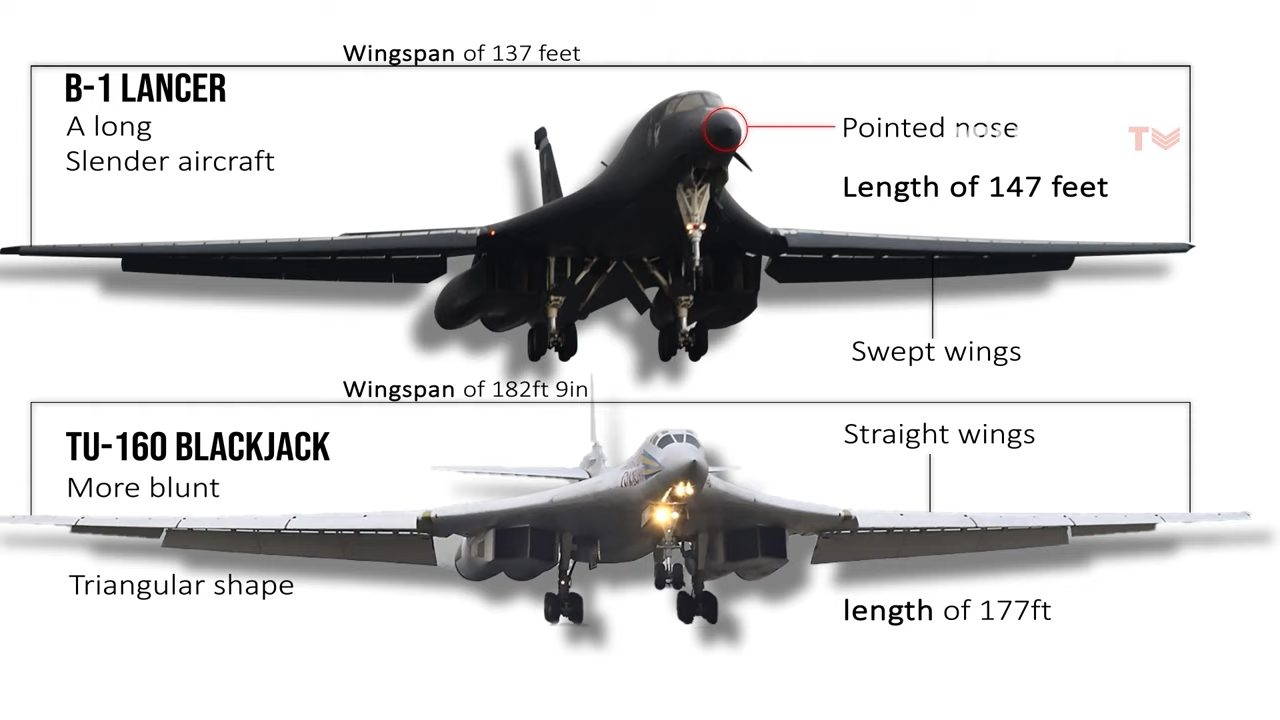 Wingspan of 137 feet
B-1 LANCER
A long
Slender aircraft
Pointed nose
Length of 147 feet
Swept wings
Wingspan of 182ft 9in
TU-160 BLACKJACK
More blunt
Straight wings
Triangular shape
length of 177ft